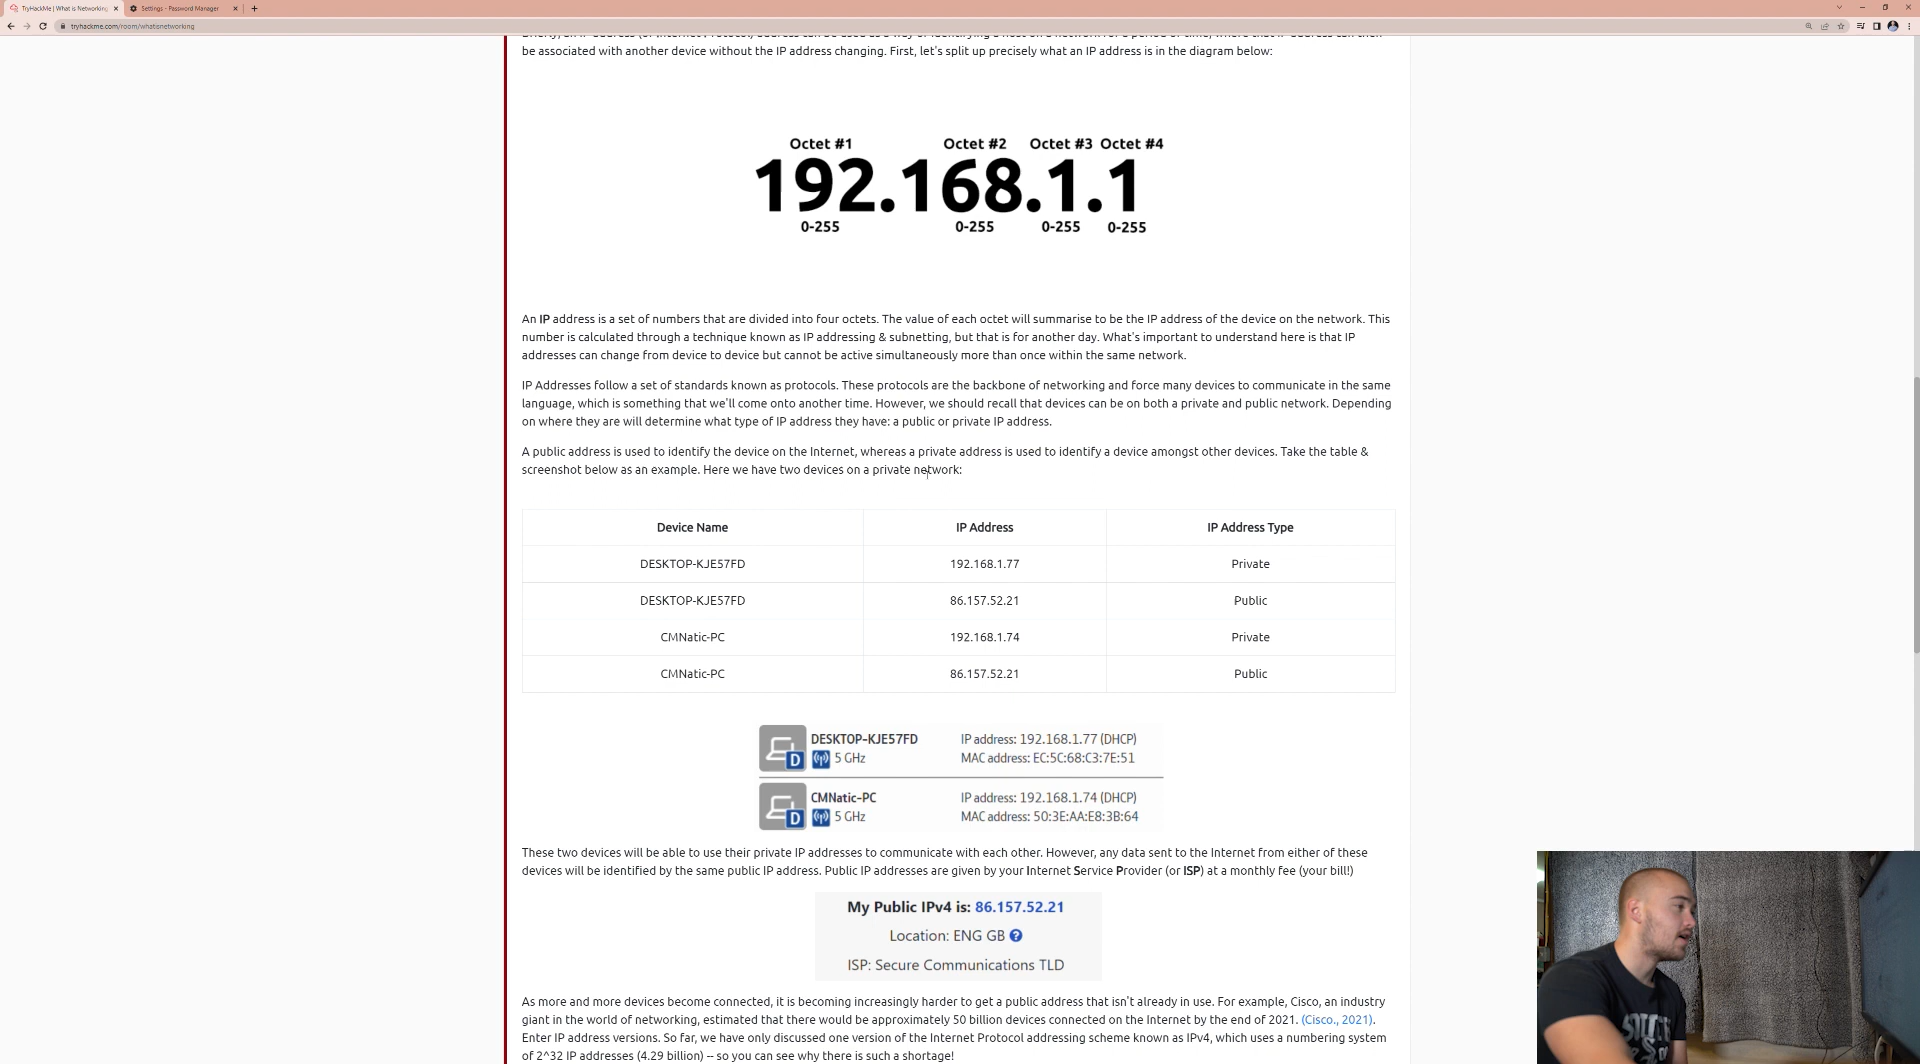 TryHackMe | What is Networking
Settings - Password Manager
tryhackme.com/room/whatisnetworking
be associated with another device without the IP address changing. First, let's split up precisely what an IP address is in the diagram below:
Octet #1 Octet #2 Octet #3 Octet #4
192.168.1.1
0-255 0-255 0-255 0-255
An IP address is a set of numbers that are divided into four octets. The value of each octet will summarise to be the IP address of the device on the network. This
number is calculated through a technique known as IP addressing & subnetting, but that is for another day. What's important to understand here is that IP
addresses can change from device to device but cannot be active simultaneously more than once within the same network.
IP Addresses follow a set of standards known as protocols. These protocols are the backbone of networking and force many devices to communicate in the same
language, which is something that we'll come onto another time. However, we should recall that devices can be on both a private and public network. Depending
on where they are will determine what type of IP address they have: a public or private IP address.
A public address is used to identify the device on the Internet, whereas a private address is used to identify a device amongst other devices. Take the table &
screenshot below as an example. Here we have two devices on a private network:
Device Name IP Address IP Address Type
DESKTOP-KJE57FD 192.168.1.77 Private
DESKTOP-KJE57FD 86.157.52.21 Public
CMNatic-PC 192.168.1.74 Private
CMNatic-PC 86.157.52.21 Public
DESKTOP-KJE57FD IP address: 192.168.1.77 (DHCP)
D 5 GHz MAC address: EC:5C:68:C3:7E:51
CMNatic-PC IP address: 192.168.1.74 (DHCP)
D 5 GHz MAC address: 50:3E:AA:E8:3B:64
These two devices will be able to use their private IP addresses to communicate with each other. However, any data sent to the Internet from either of these
devices will be identified by the same public IP address. Public IP addresses are given by your Internet Service Provider (or ISP) at a monthly fee (your bill!)
My Public IPv4 is: 86.157.52.21
Location: ENG GB ?
ISP: Secure Communications TLD
As more and more devices become connected, it is becoming increasingly harder to get a public address that isn't already in use. For example, Cisco, an industry
giant in the world of networking, estimated that there would be approximately 50 billion devices connected on the Internet by the end of 2021. (Cisco., 2021).
Enter IP address versions. So far, we have only discussed one version of the Internet Protocol addressing scheme known as IPv4, which uses a numbering system
of 2^32 IP addresses (4.29 billion) -- so you can see why there is such a shortage!